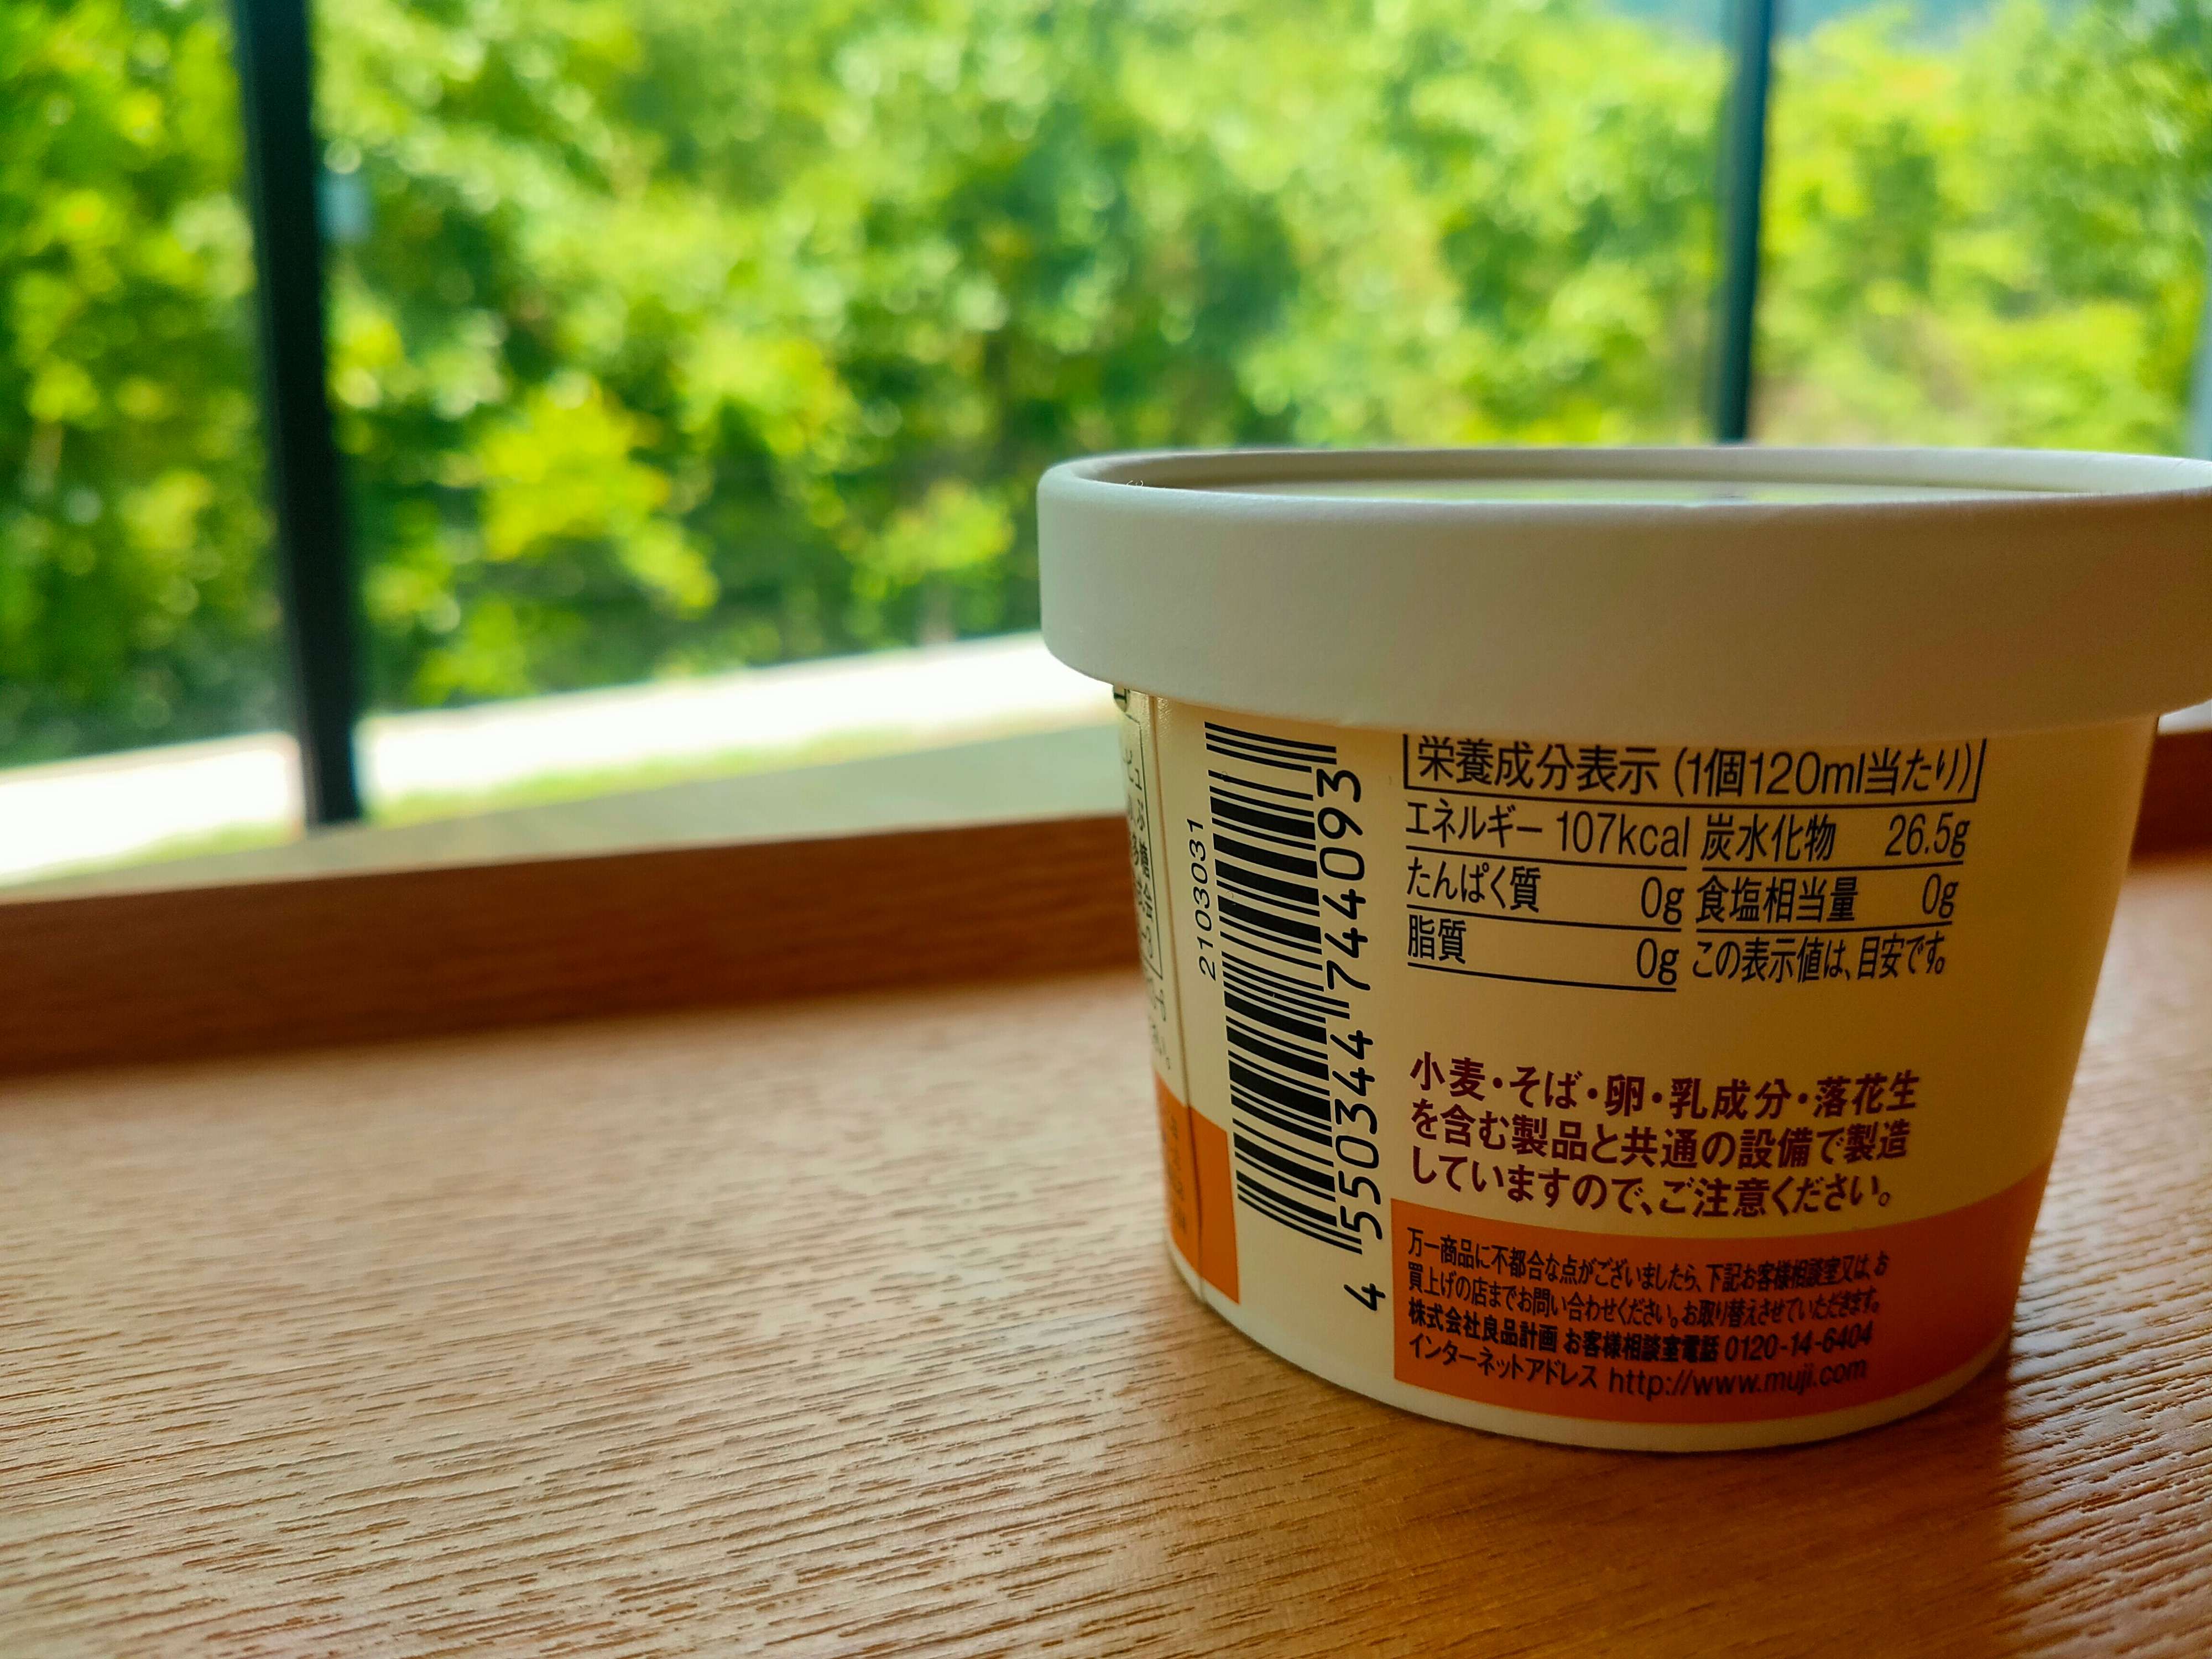 栄養成分表示(1個120ml当たり)
エネルギー 107kcal 炭水化物 26.5g
たんぱく質 0g 食塩相当量 0g
脂質 0g この表示値は、目安です。
小麦・そば・卵・乳成分・落花生
を含む製品と共通の設備で製造
していますので、ご注意ください。
万一商品に不都合な点がございましたら、下記お客様相談室又は、お
買上げの店までお問い合わせください。お取り替えさせていただきます。
株式会社良品計画 お客様相談室電話 0120-14-6404
インターネットアドレス http://www.muji.com
2103031
4 550344 744093